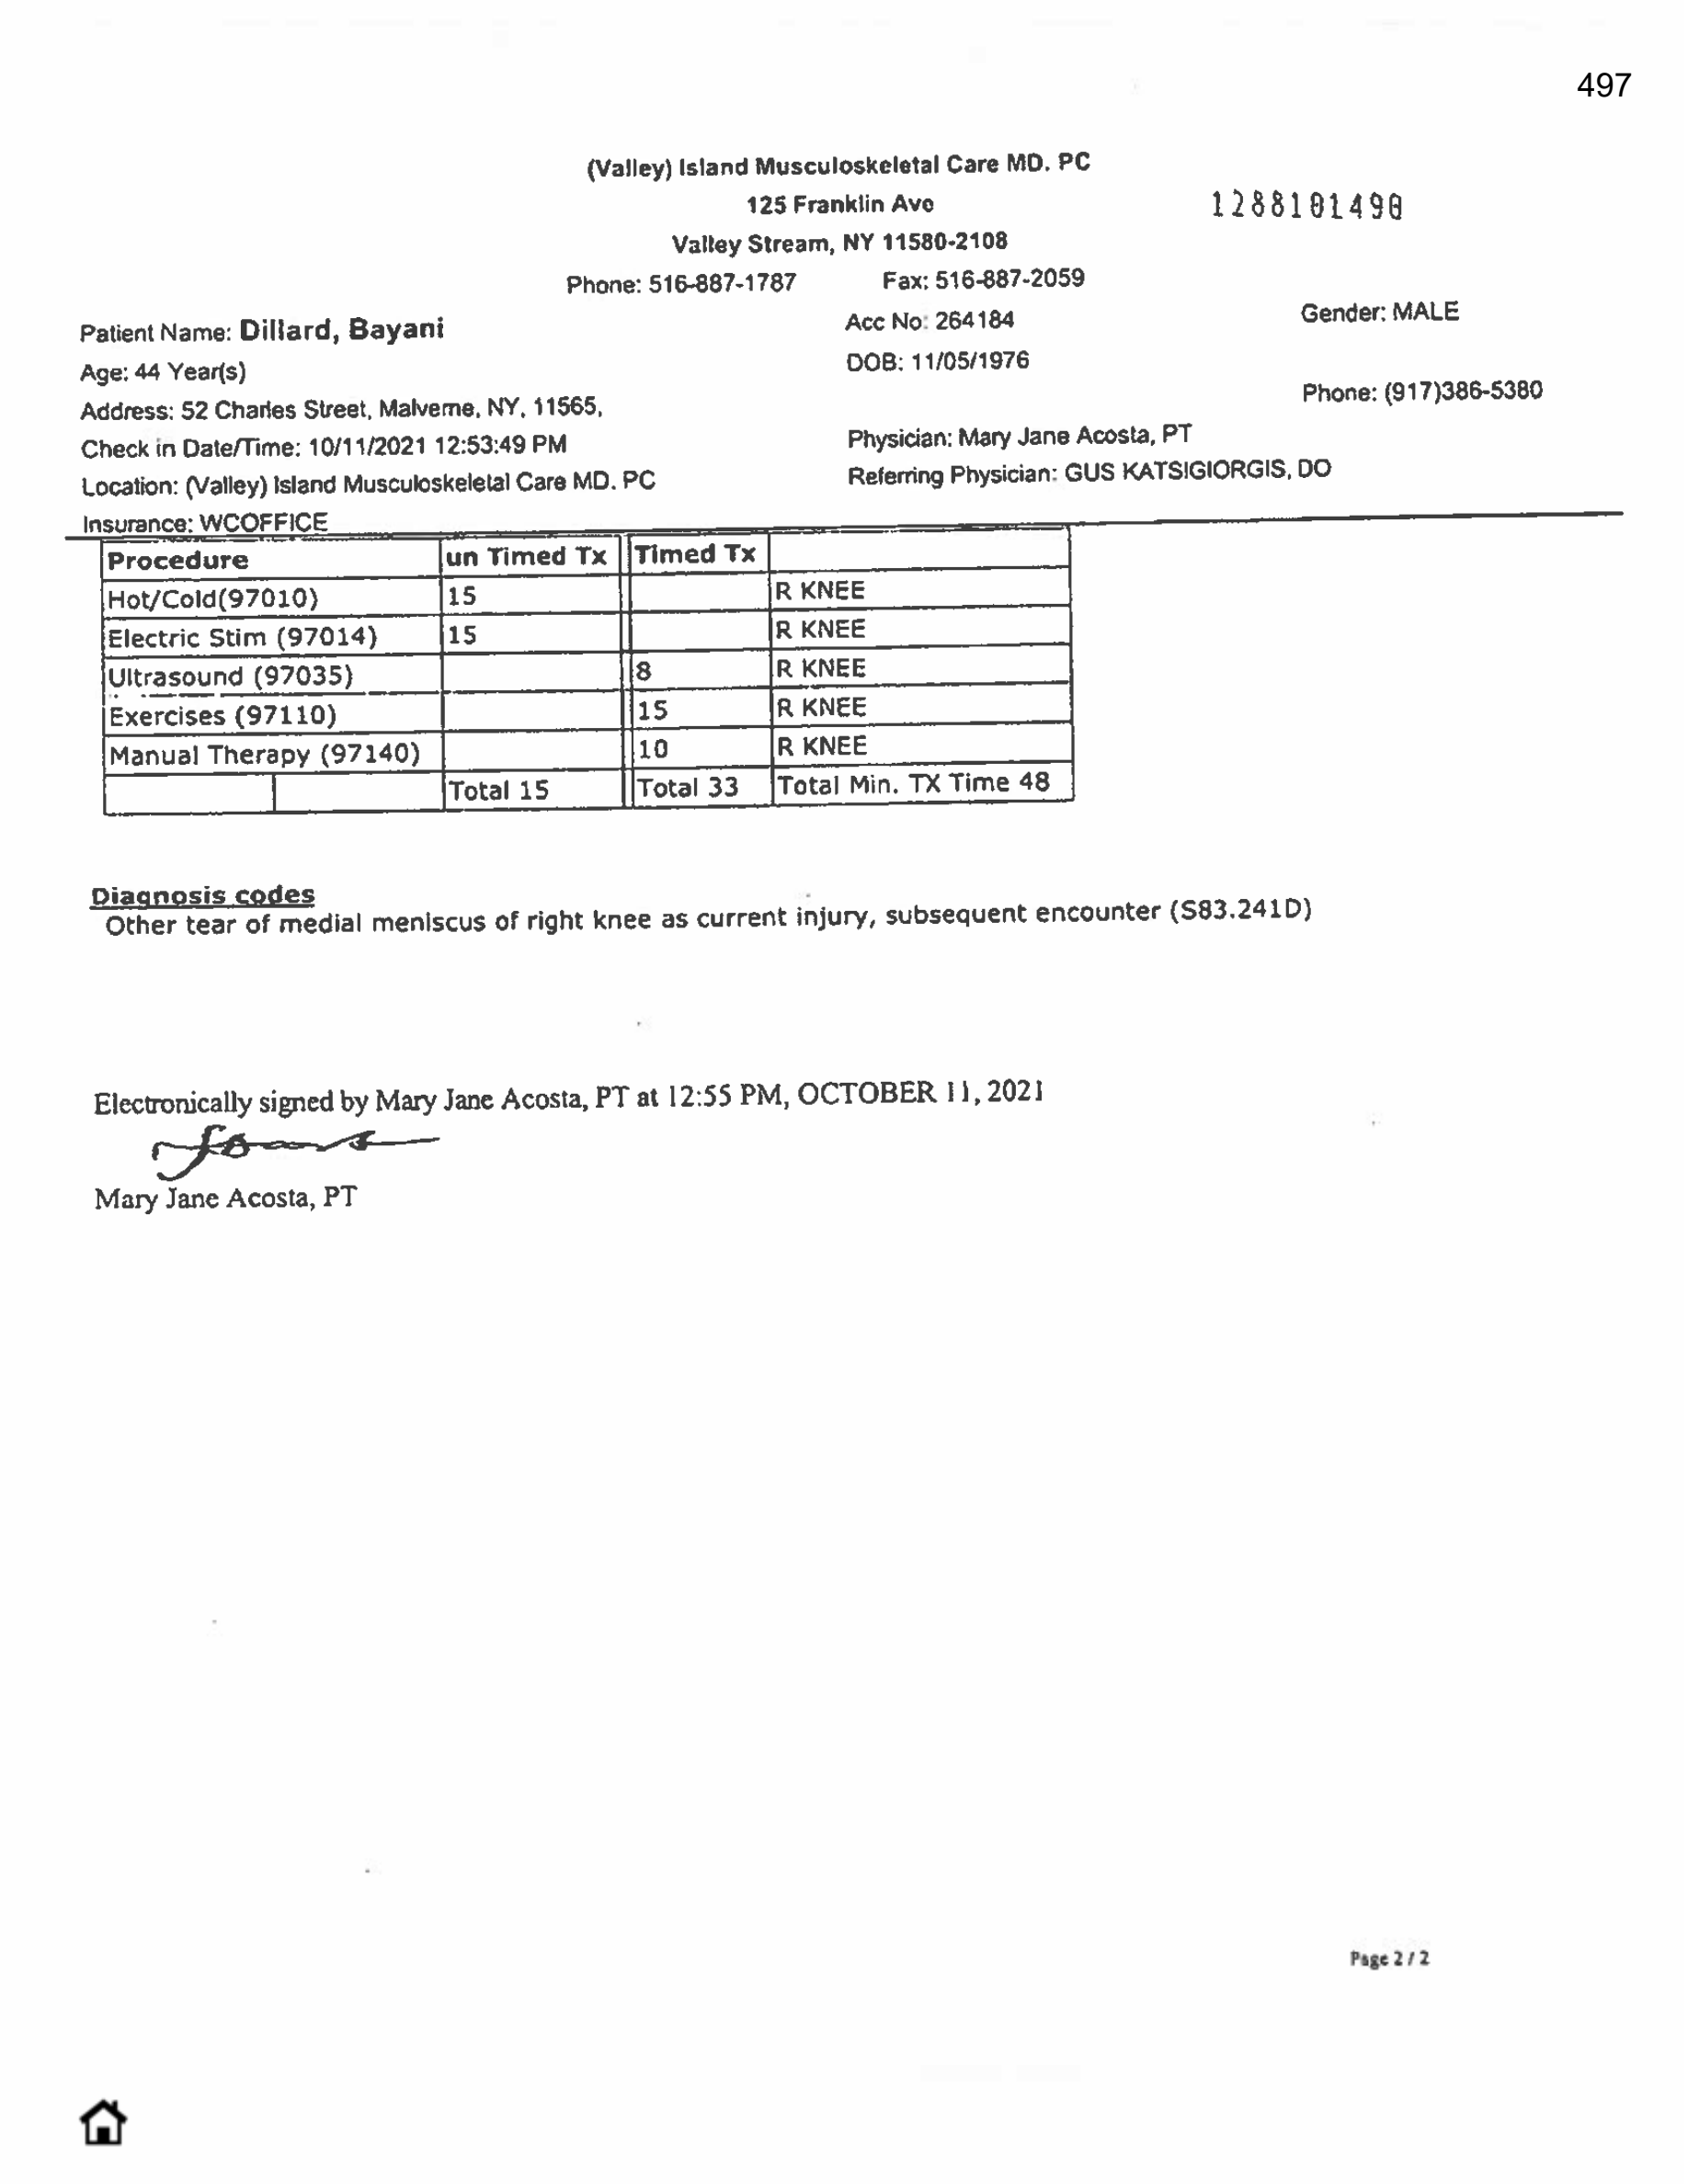 497
(Valley) Island Musculoskeletal Care MD. PC
125 Franklin Ave
1288101490
Valley Stream, NY 11580-2108
Phone: 516-887-1787 Fax: 516-887-2059
Patient Name: Dillard, Bayani Acc No: 264184 Gender: MALE
Age: 44 Year(s) DOB: 11/05/1976
Address: 52 Charles Street, Malverne, NY, 11565, Phone: (917)386-5380
Check in Date/Time: 10/11/2021 12:53:49 PM Physician: Mary Jane Acosta, PT
Location: (Valley) Island Musculoskeletal Care MD. PC Referring Physician: GUS KATSIGIORGIS, DO
Insurance: WCOFFICE
Procedure un Timed Tx Timed Tx
Hot/Cold(97010) 15 R KNEE
Electric Stim (97014) 15 R KNEE
Ultrasound (97035) 8 R KNEE
Exercises (97110) 15 R KNEE
Manual Therapy (97140) 10 R KNEE
Total 15 Total 33 Total Min. TX Time 48
Diagnosis codes
Other tear of medial meniscus of right knee as current injury, subsequent encounter (S83.241D)
Electronically signed by Mary Jane Acosta, PT at 12:55 PM, OCTOBER 11, 2021
Mary Jane Acosta, PT
Page 2 / 2